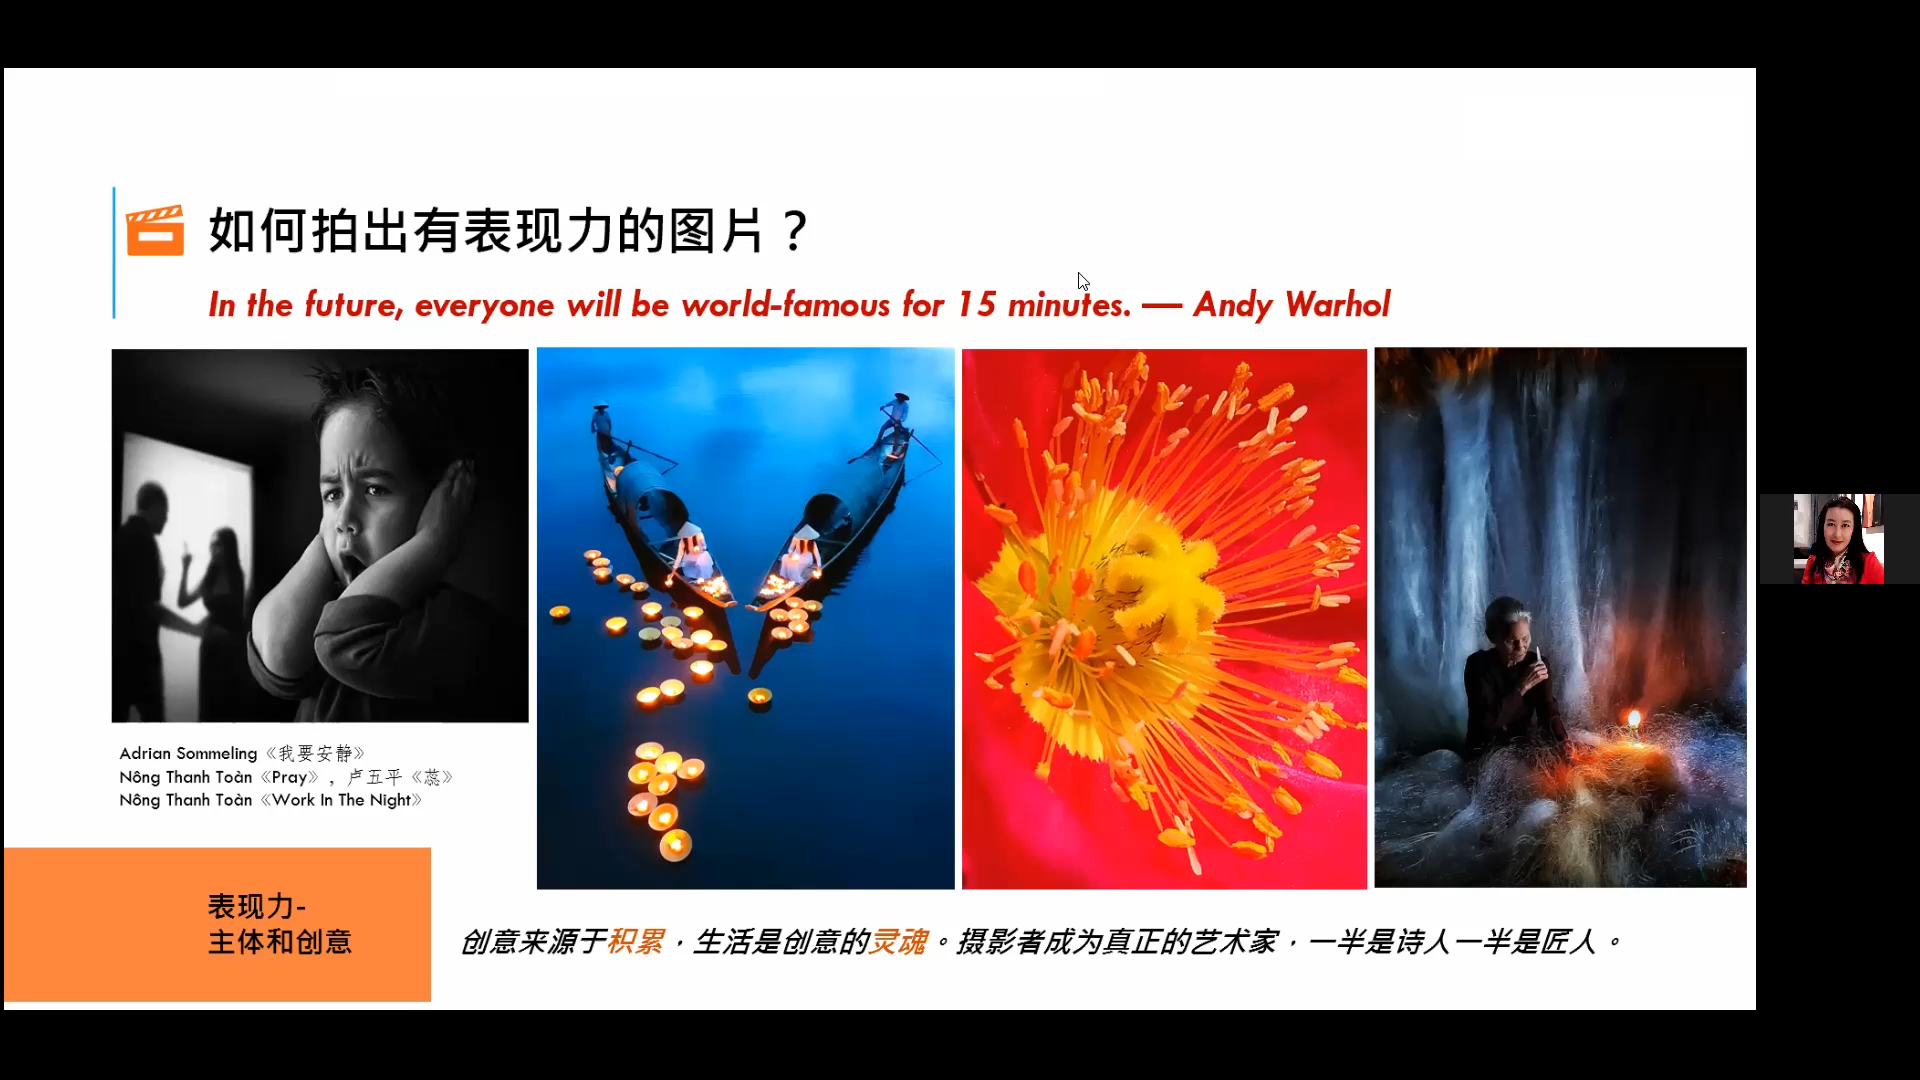 如何拍出有表现力的图片？
In the future, everyone will be world-famous for 15 minutes. — Andy Warhol
Adrian Sommeling《我要安静》
Nông Thanh Toàn《Pray》, 卢五平《蕊》
Nông Thanh Toàn《Work In The Night》
表现力-
主体和创意
创意来源于积累，生活是创意的灵魂。摄影者成为真正的艺术家，一半是诗人一半是匠人。